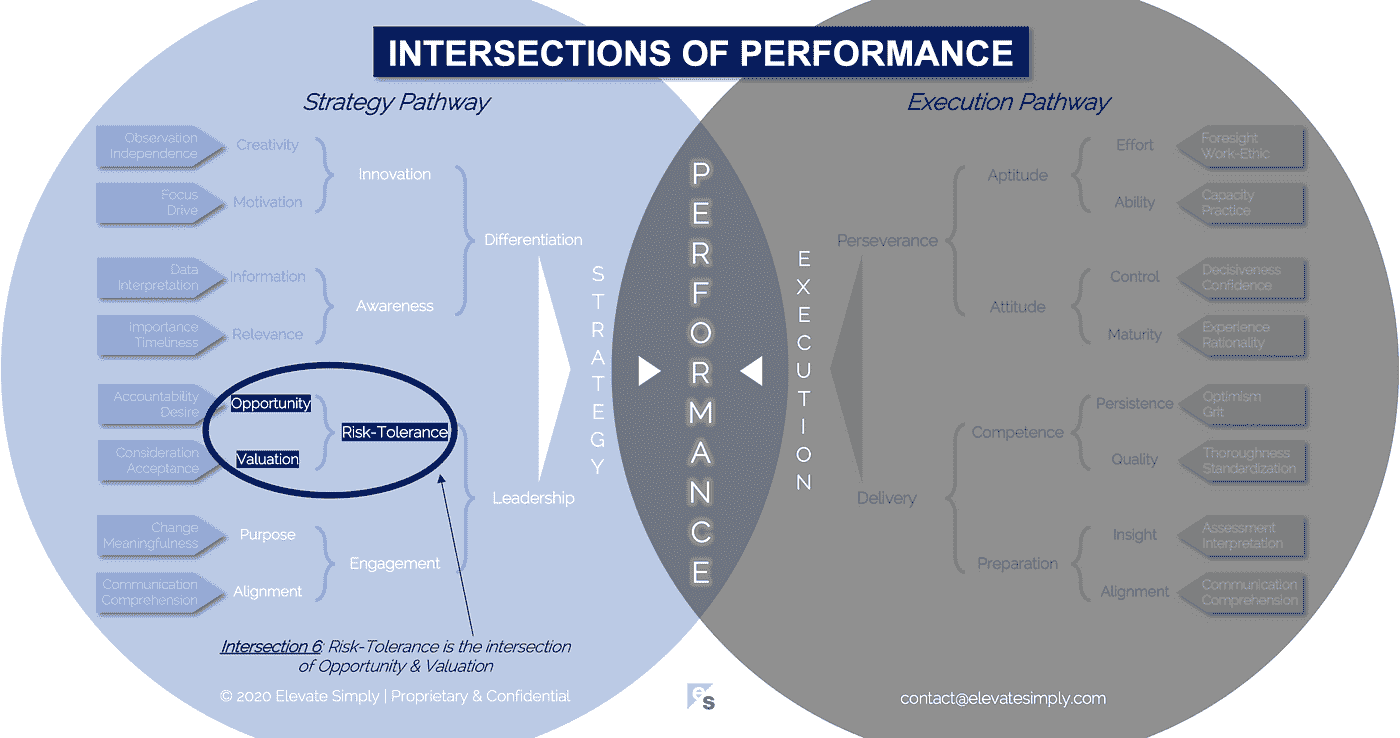 INTERSECTIONS OF PERFORMANCE
Strategy Pathway
Observation
Independence
Creativity
Focus
Drive
Motivation
Innovation
Data
Interpretation
Information
Importance
Timeliness
Relevance
Awareness
Differentiation
Accountability
Desire
Opportunity
Consideration
Acceptance
Valuation
Risk-Tolerance
Change
Meaningfulness
Purpose
Communication
Comprehension
Alignment
Engagement
Leadership
STRATEGY
PERFORMANCE
EXECUTION
Execution Pathway
Perseverance
Aptitude
Effort
Foresight
Work-Ethic
Ability
Capacity
Practice
Attitude
Control
Decisiveness
Confidence
Maturity
Experience
Rationality
Delivery
Competence
Persistence
Optimism
Grit
Quality
Thoroughness
Standardization
Preparation
Insight
Assessment
Interpretation
Alignment
Communication
Comprehension
Intersection 6: Risk-Tolerance is the intersection
of Opportunity & Valuation
© 2020 Elevate Simply | Proprietary & Confidential
es
contact@elevatesimply.com